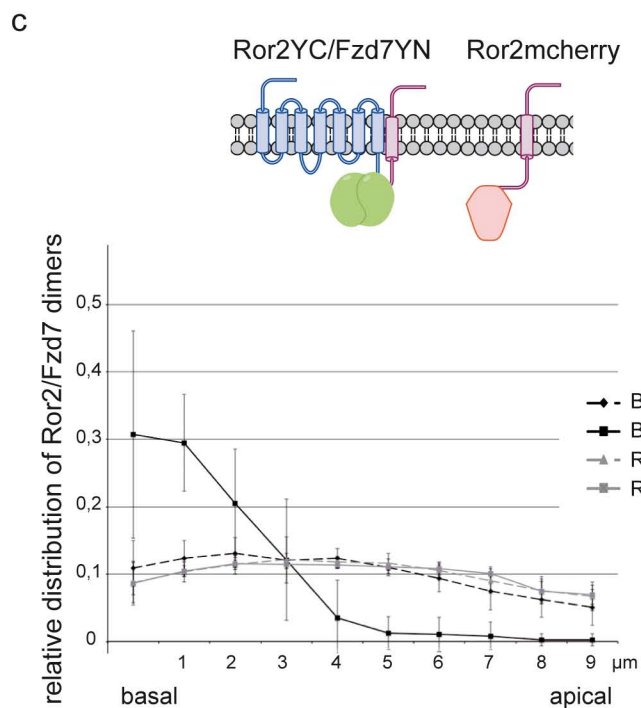 C
Ror2YC/Fzd7YN
Ror2mcherry
relative distribution of Ror2/Fzd7 dimers
0,5
0,4
0,3
0,2
0,1
0
B
B
R
R
1 2 3 4 5 6 7 8 9 µm
basal apical